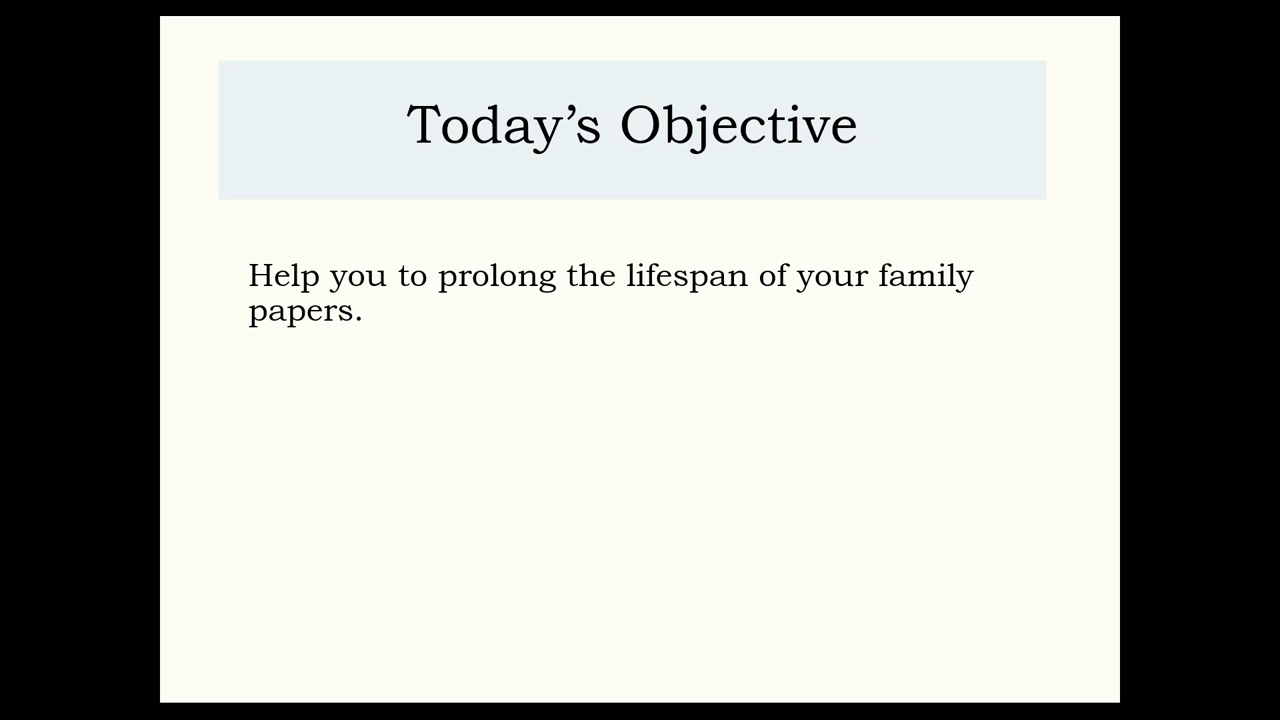 Today’s Objective
Help you to prolong the lifespan of your family
papers.